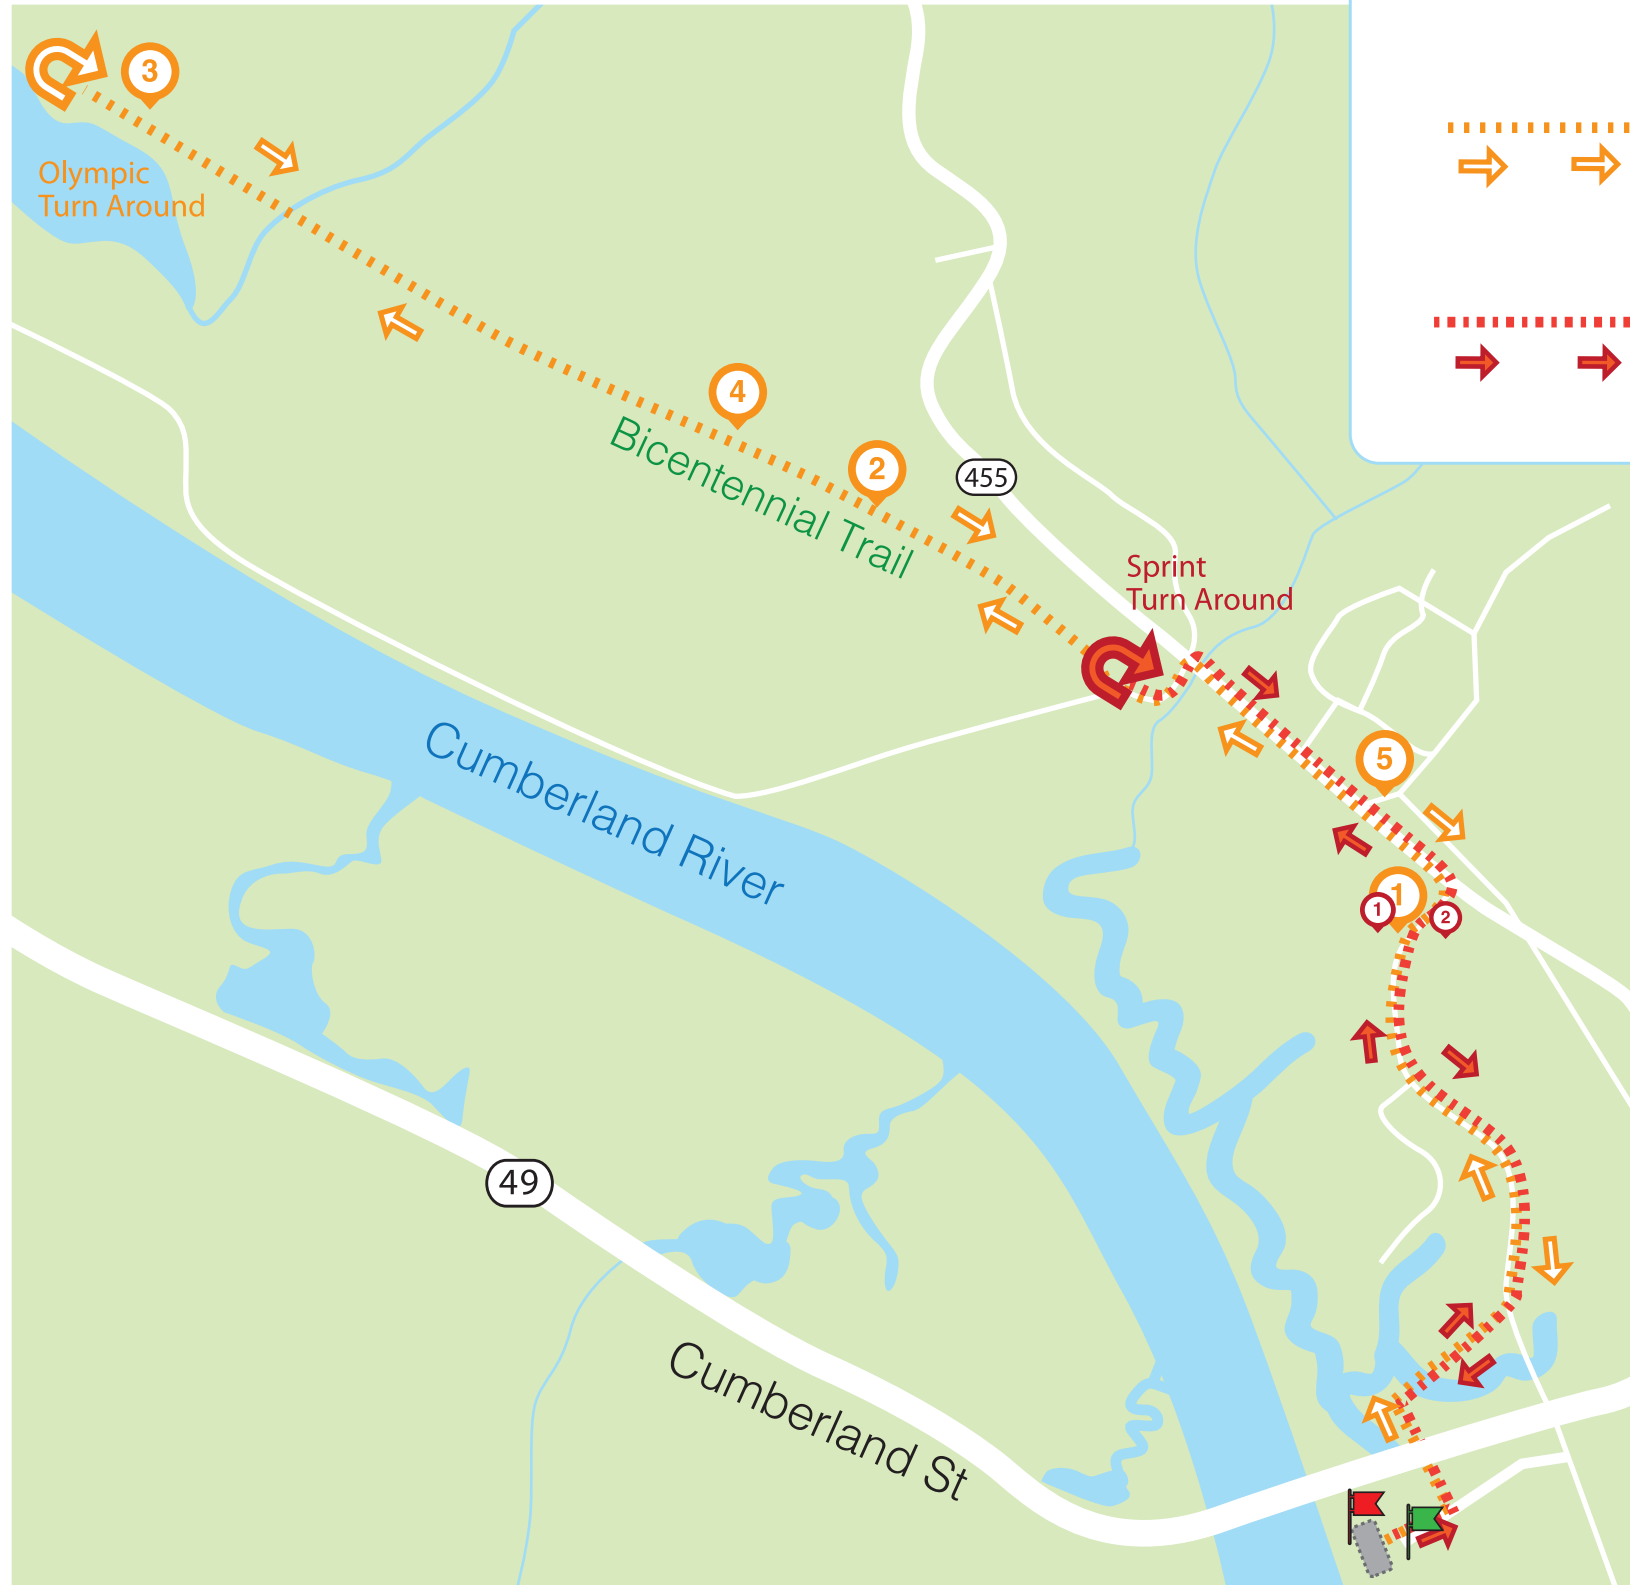 3
Olympic
Turn Around
4
2
Bicentennial Trail
455
Sprint
Turn Around
5
1
1
2
Cumberland River
49
Cumberland St